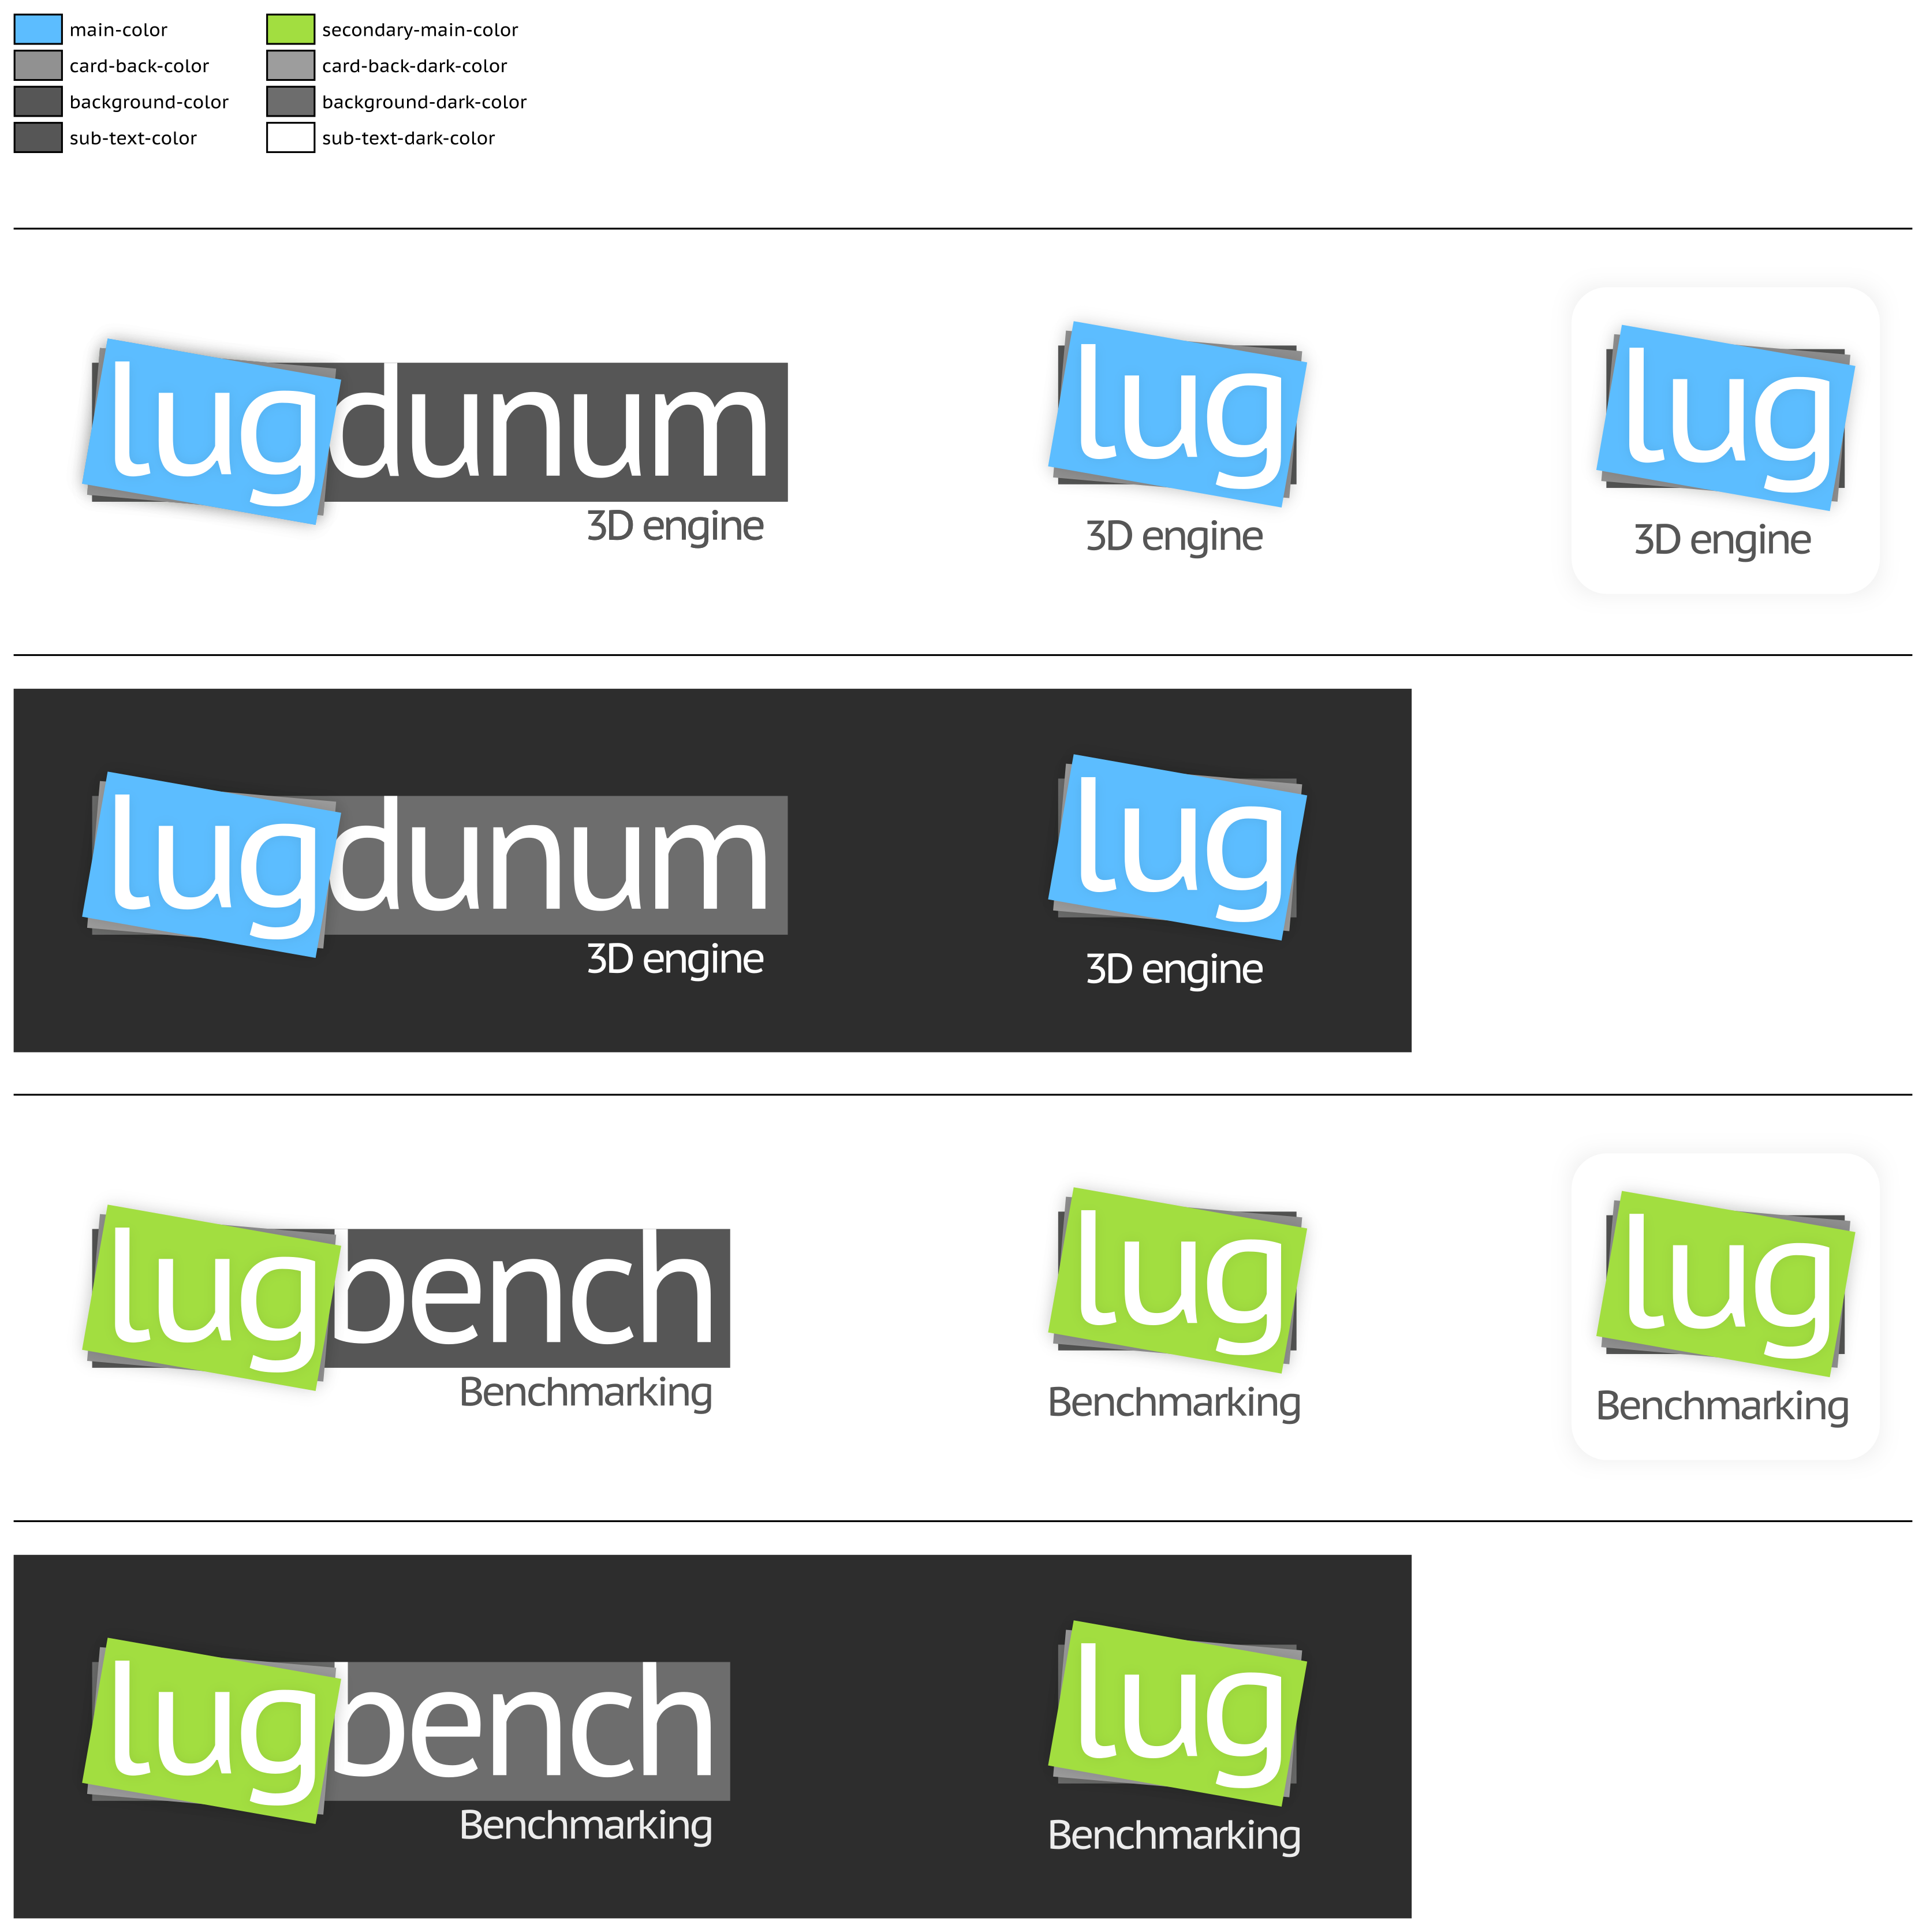 main-color
secondary-main-color
card-back-color
card-back-dark-color
background-color
background-dark-color
sub-text-color
sub-text-dark-color
lugdunum
3D engine
lug
3D engine
lug
3D engine
lugdunum
3D engine
lug
3D engine
lugbench
Benchmarking
lug
Benchmarking
lug
Benchmarking
lugbench
Benchmarking
lug
Benchmarking